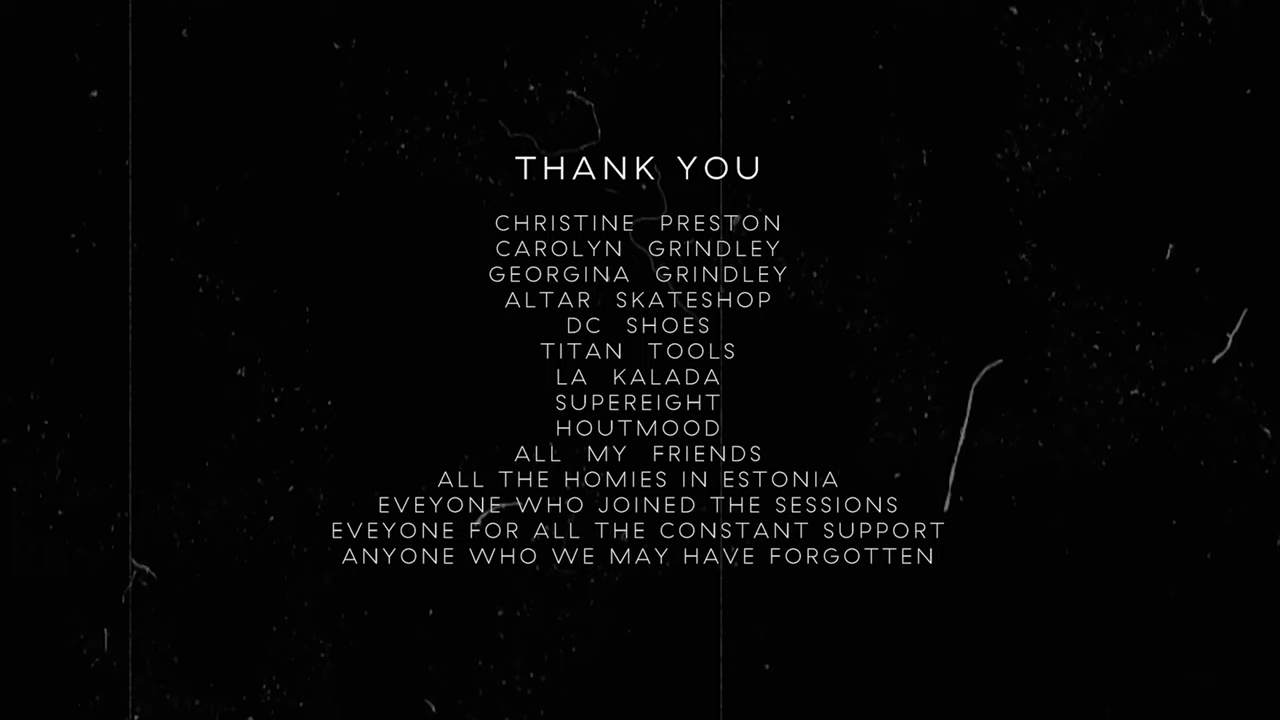 THANK YOU
CHRISTINE PRESTON
CAROLYN GRINDLEY
GEORGINA GRINDLEY
ALTAR SKATESHOP
DC SHOES
TITAN TOOLS
LA KALADA
SUPEREIGHT
HOUTMOOD
ALL MY FRIENDS
ALL THE HOMIES IN ESTONIA
EVEYONE WHO JOINED THE SESSIONS
EVEYONE FOR ALL THE CONSTANT SUPPORT
ANYONE WHO WE MAY HAVE FORGOTTEN